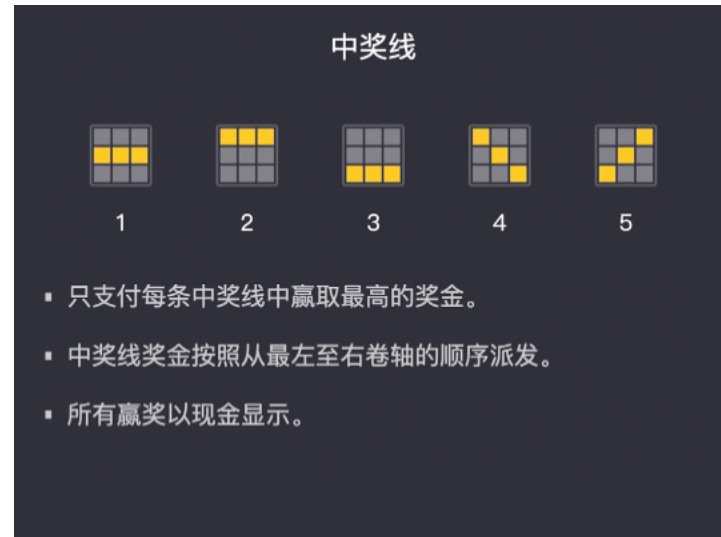 中奖线
1 2 3 4 5
▪ 只支付每条中奖线中赢取最高的奖金。
▪ 中奖线奖金按照从最左至右卷轴的顺序派发。
▪ 所有赢奖以现金显示。